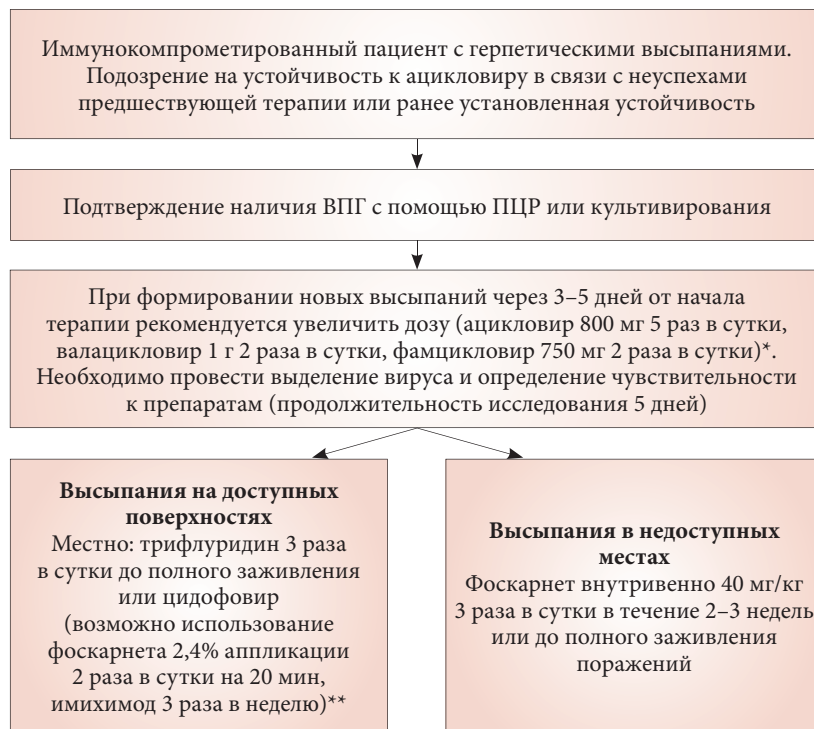 Иммунокомпрометированный пациент с герпетическими высыпаниями.
Подозрение на устойчивость к ацикловиру в связи с неуспехами
предшествующей терапии или ранее установленная устойчивость
Подтверждение наличия ВПГ с помощью ПЦР или культивирования
При формировании новых высыпаний через 3–5 дней от начала
терапии рекомендуется увеличить дозу (ацикловир 800 мг 5 раз в сутки,
валацикловир 1 г 2 раза в сутки, фамцикловир 750 мг 2 раза в сутки)*.
Необходимо провести выделение вируса и определение чувствительности
к препаратам (продолжительность исследования 5 дней)
Высыпания на доступных
поверхностях
Местно: трифлуридин 3 раза
в сутки до полного заживления
или цидофовир
(возможно использование
фоскарнета 2,4% аппликации
2 раза в сутки на 20 мин,
имихимод 3 раза в неделю)**
Высыпания в недоступных
местах
Фоскарнет внутривенно 40 мг/кг
3 раза в сутки в течение 2–3 недель
или до полного заживления
поражений